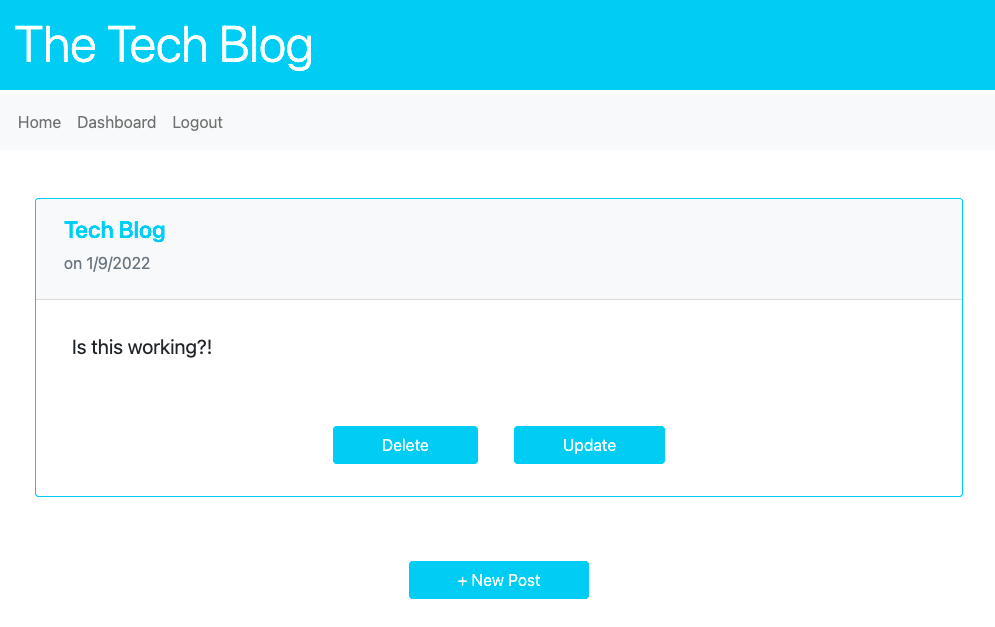 The Tech Blog
Home Dashboard Logout
Tech Blog
on 1/9/2022
Is this working?!
Delete Update
+ New Post